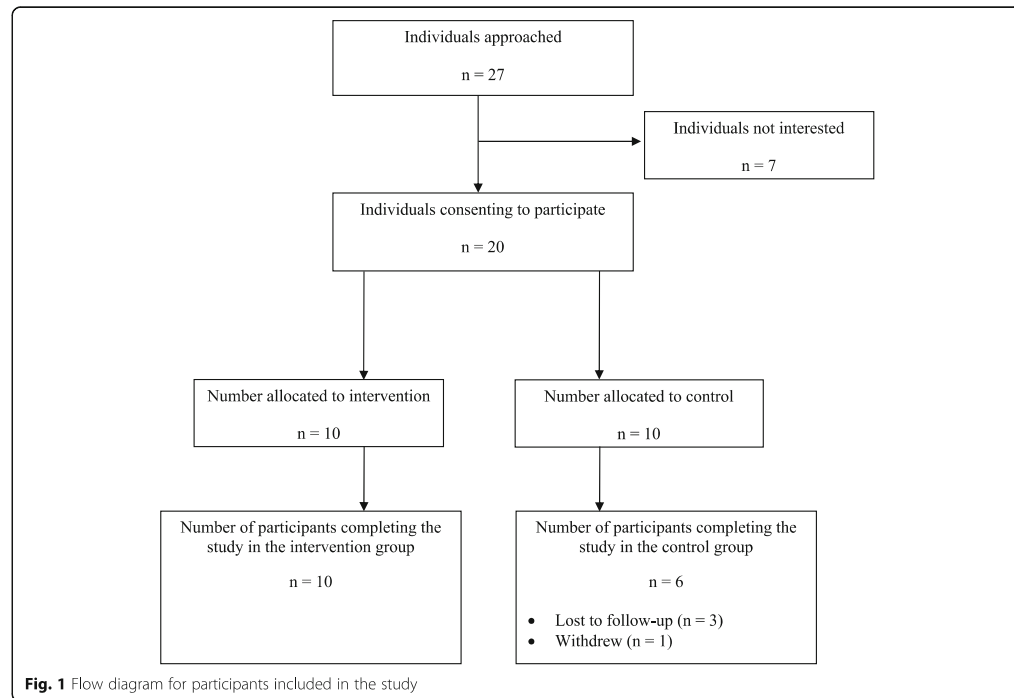 Individuals approached
n = 27
Individuals not interested
n = 7
Individuals consenting to participate
n = 20
Number allocated to intervention
n = 10
Number allocated to control
n = 10
Number of participants completing the
study in the intervention group
n = 10
Number of participants completing the
study in the control group
n = 6
• Lost to follow-up (n = 3)
• Withdrew (n = 1)
Fig. 1 Flow diagram for participants included in the study